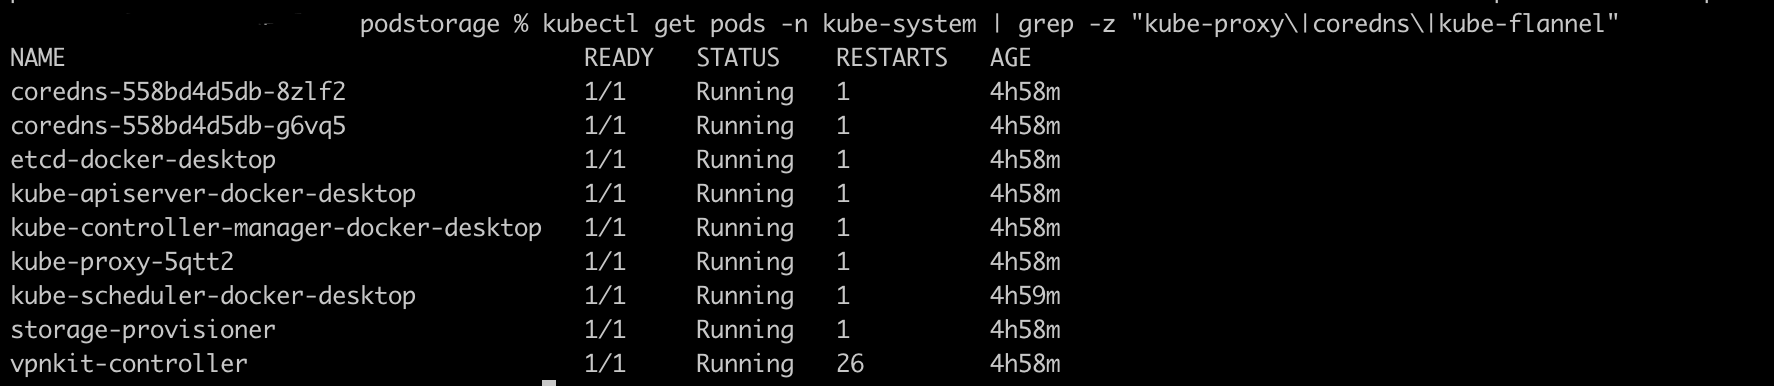 podstorage % kubectl get pods -n kube-system | grep -z "kube-proxy\|coredns\|kube-flannel"
NAME READY STATUS RESTARTS AGE
coredns-558bd4d5db-8zlf2 1/1 Running 1 4h58m
coredns-558bd4d5db-g6vq5 1/1 Running 1 4h58m
etcd-docker-desktop 1/1 Running 1 4h58m
kube-apiserver-docker-desktop 1/1 Running 1 4h58m
kube-controller-manager-docker-desktop 1/1 Running 1 4h58m
kube-proxy-5qtt2 1/1 Running 1 4h58m
kube-scheduler-docker-desktop 1/1 Running 1 4h59m
storage-provisioner 1/1 Running 1 4h58m
vpnkit-controller 1/1 Running 26 4h58m